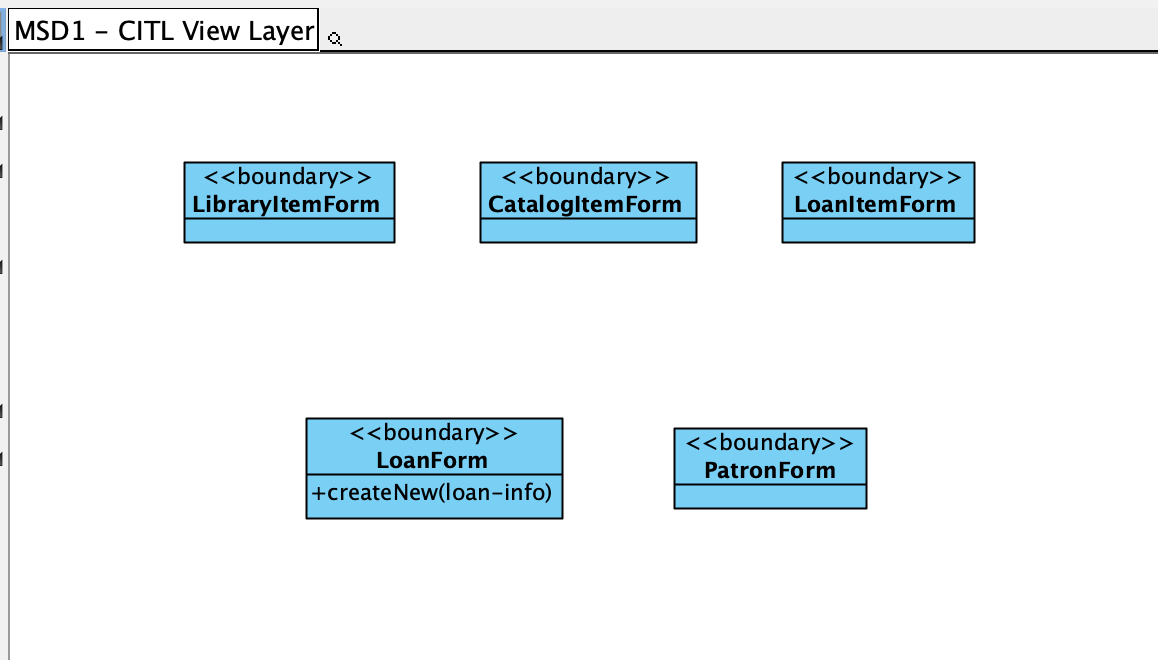 MSD1 – CITL View Layer
<<boundary>>
LibraryItemForm
<<boundary>>
CatalogItemForm
<<boundary>>
LoanItemForm
<<boundary>>
LoanForm
+createNew(loan-info)
<<boundary>>
PatronForm